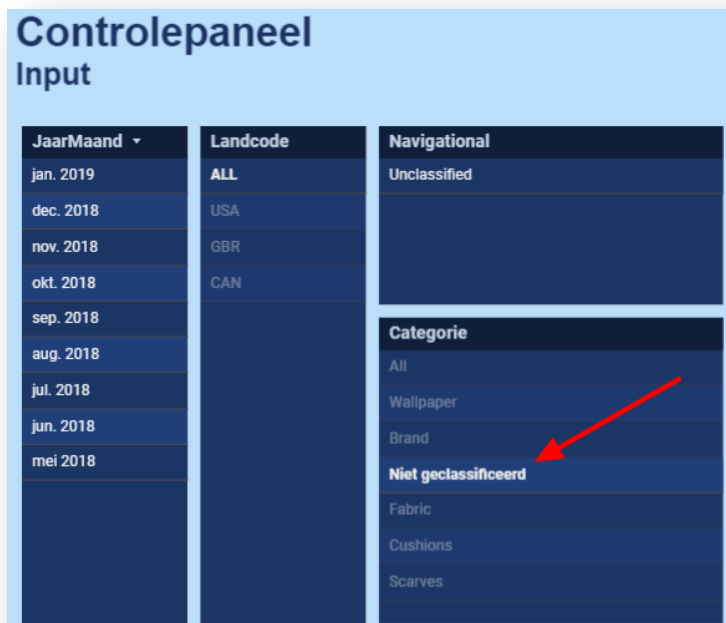 Controlepaneel
Input
JaarMaand
jan. 2019
dec. 2018
nov. 2018
okt. 2018
sep. 2018
aug. 2018
jul. 2018
jun. 2018
mei 2018
Landcode
ALL
USA
GBR
CAN
Navigational
Unclassified
Categorie
All
Wallpaper
Brand
Niet geclassificeerd
Fabric
Cushions
Scarves